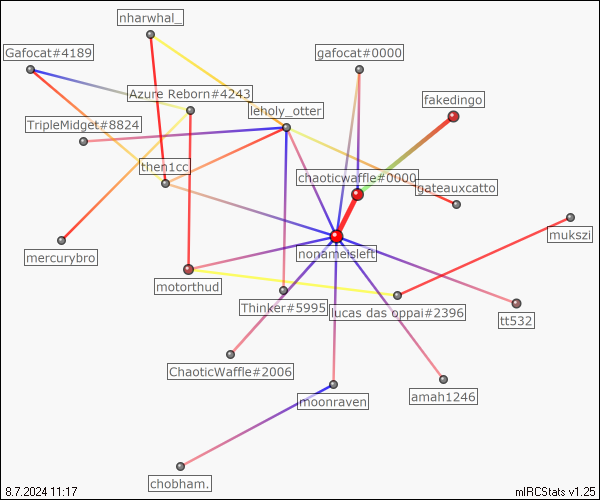 nharwhal_
Gafocat#4189
gafocat#0000
Azure Reborn#4243
fakedingo
leholy_otter
TripleMidget#8824
then1cc
chaoticwaffle#0000
gateauxcatto
mukszi
mercurybro
nonameisleft
motorthud
Thinker#5995
lucas das oppai#2396
tt532
ChaoticWaffle#2006
moonraven
amah1246
chobham.
8.7.2024 11:17
mIRCStats v1.25